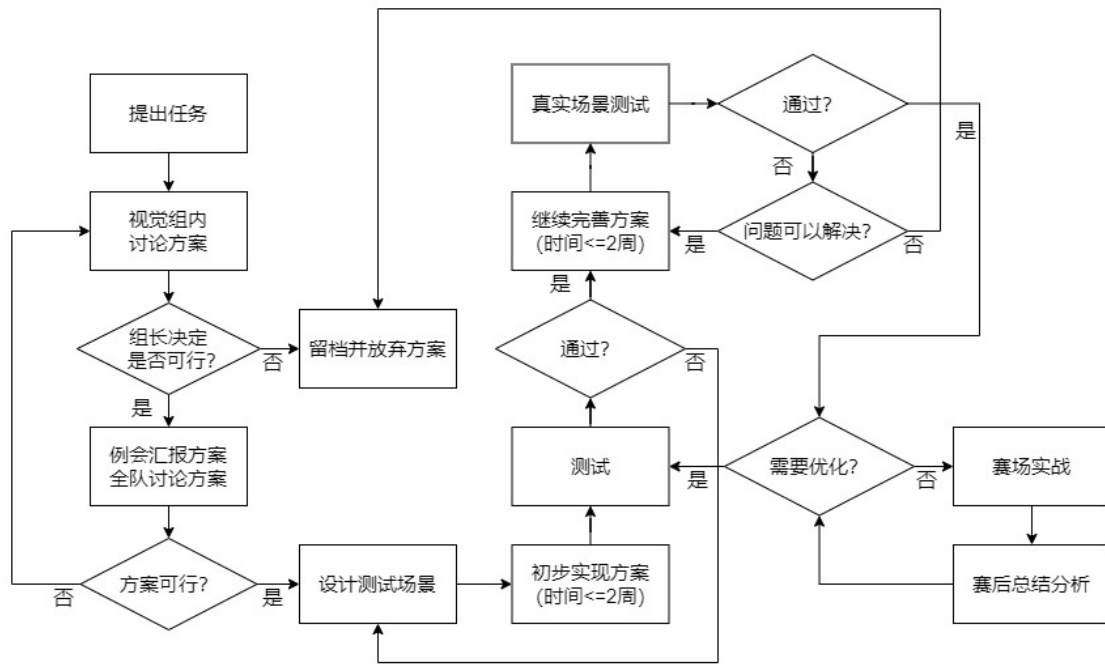 提出任务
视觉组内
讨论方案
组长决定
是否可行?
否
是
留档并放弃方案
例会汇报方案
全队讨论方案
方案可行?
否
是
设计测试场景
初步实现方案
(时间<=2周)
测试
通过?
否
是
继续完善方案
(时间<=2周)
真实场景测试
通过?
是
否
问题可以解决?
是
否
需要优化?
是
否
赛场实战
赛后总结分析